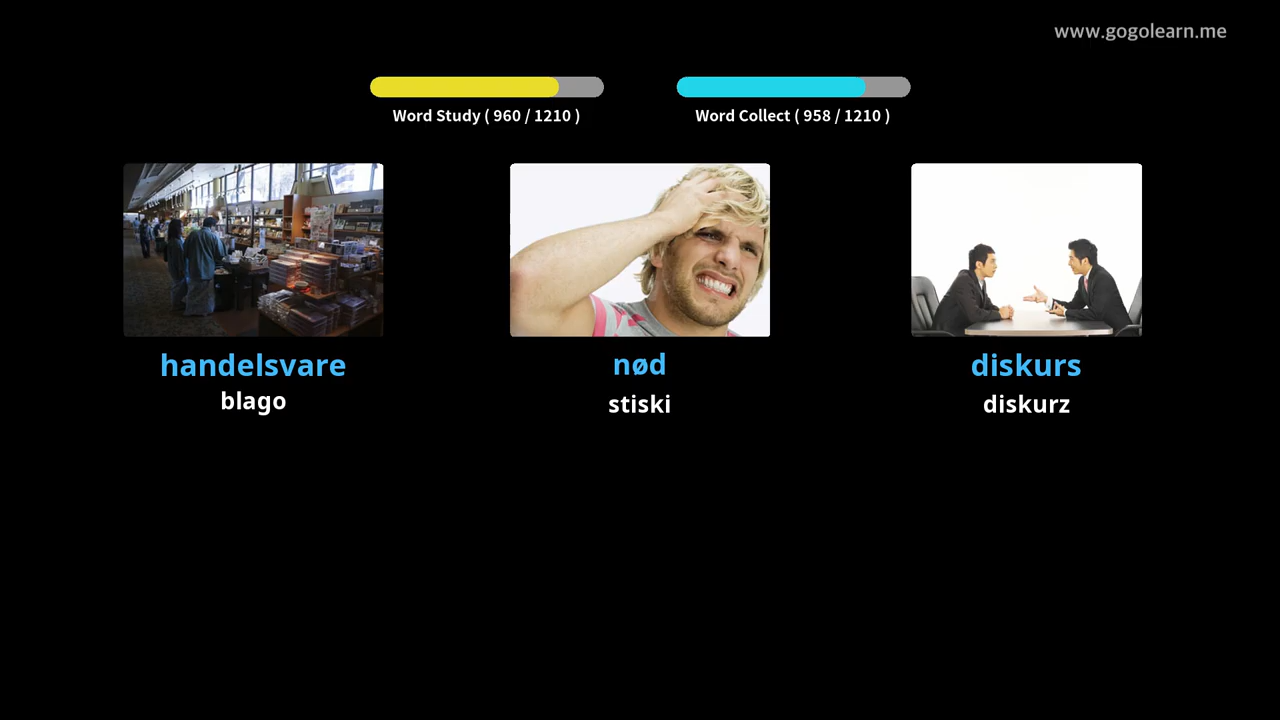 www.gogolearn.me
Word Study ( 960 / 1210 )
Word Collect ( 958 / 1210 )
handelsvare
blago
nød
stiski
diskurs
diskurz